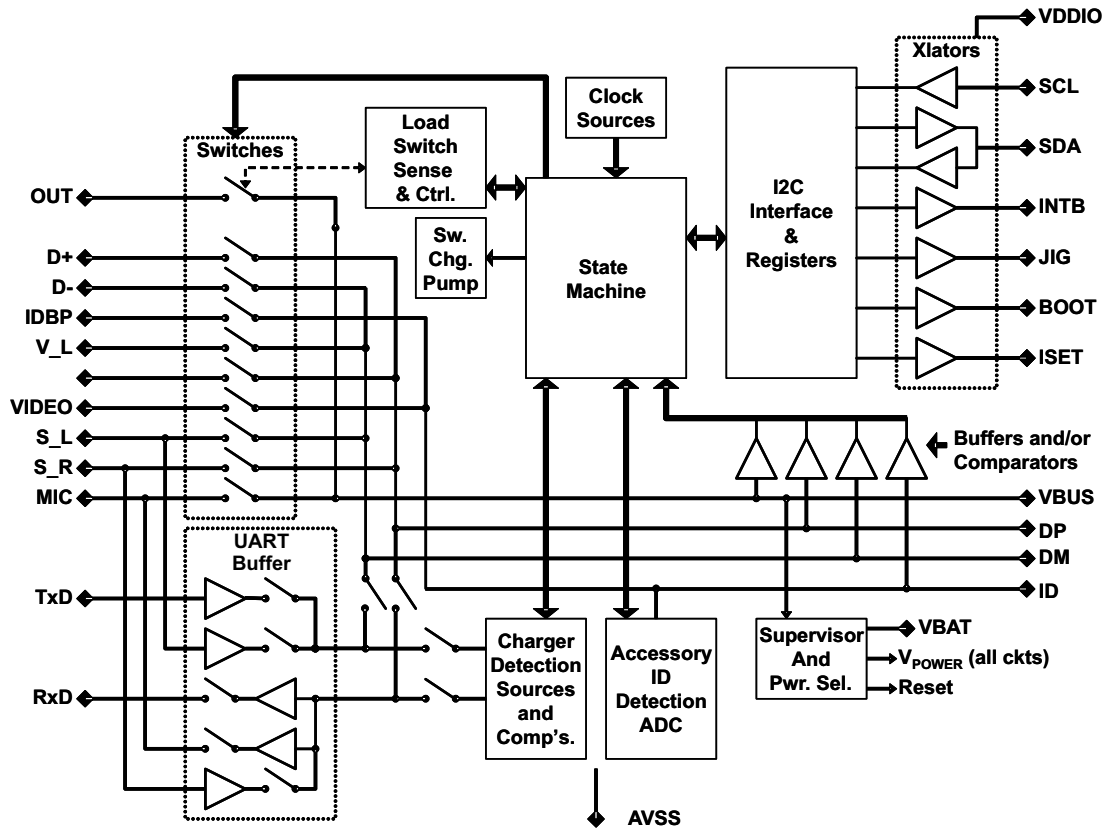 VDDIO
Xlators
SCL
SDA
INTB
JIG
BOOT
ISET
Clock
Sources
Load
Switch
Sense
& Ctrl.
Switches
OUT
D+
D-
IDBP
V_L
VIDEO
S_L
S_R
MIC
Sw.
Chg.
Pump
State
Machine
I2C
Interface
&
Registers
Buffers and/or
Comparators
VBUS
DP
DM
ID
UART
Buffer
TxD
RxD
Charger
Detection
Sources
and
Comp's.
Accessory
ID
Detection
ADC
Supervisor
And
Pwr. Sel.
VBAT
VPOWER (all ckts)
Reset
AVSS